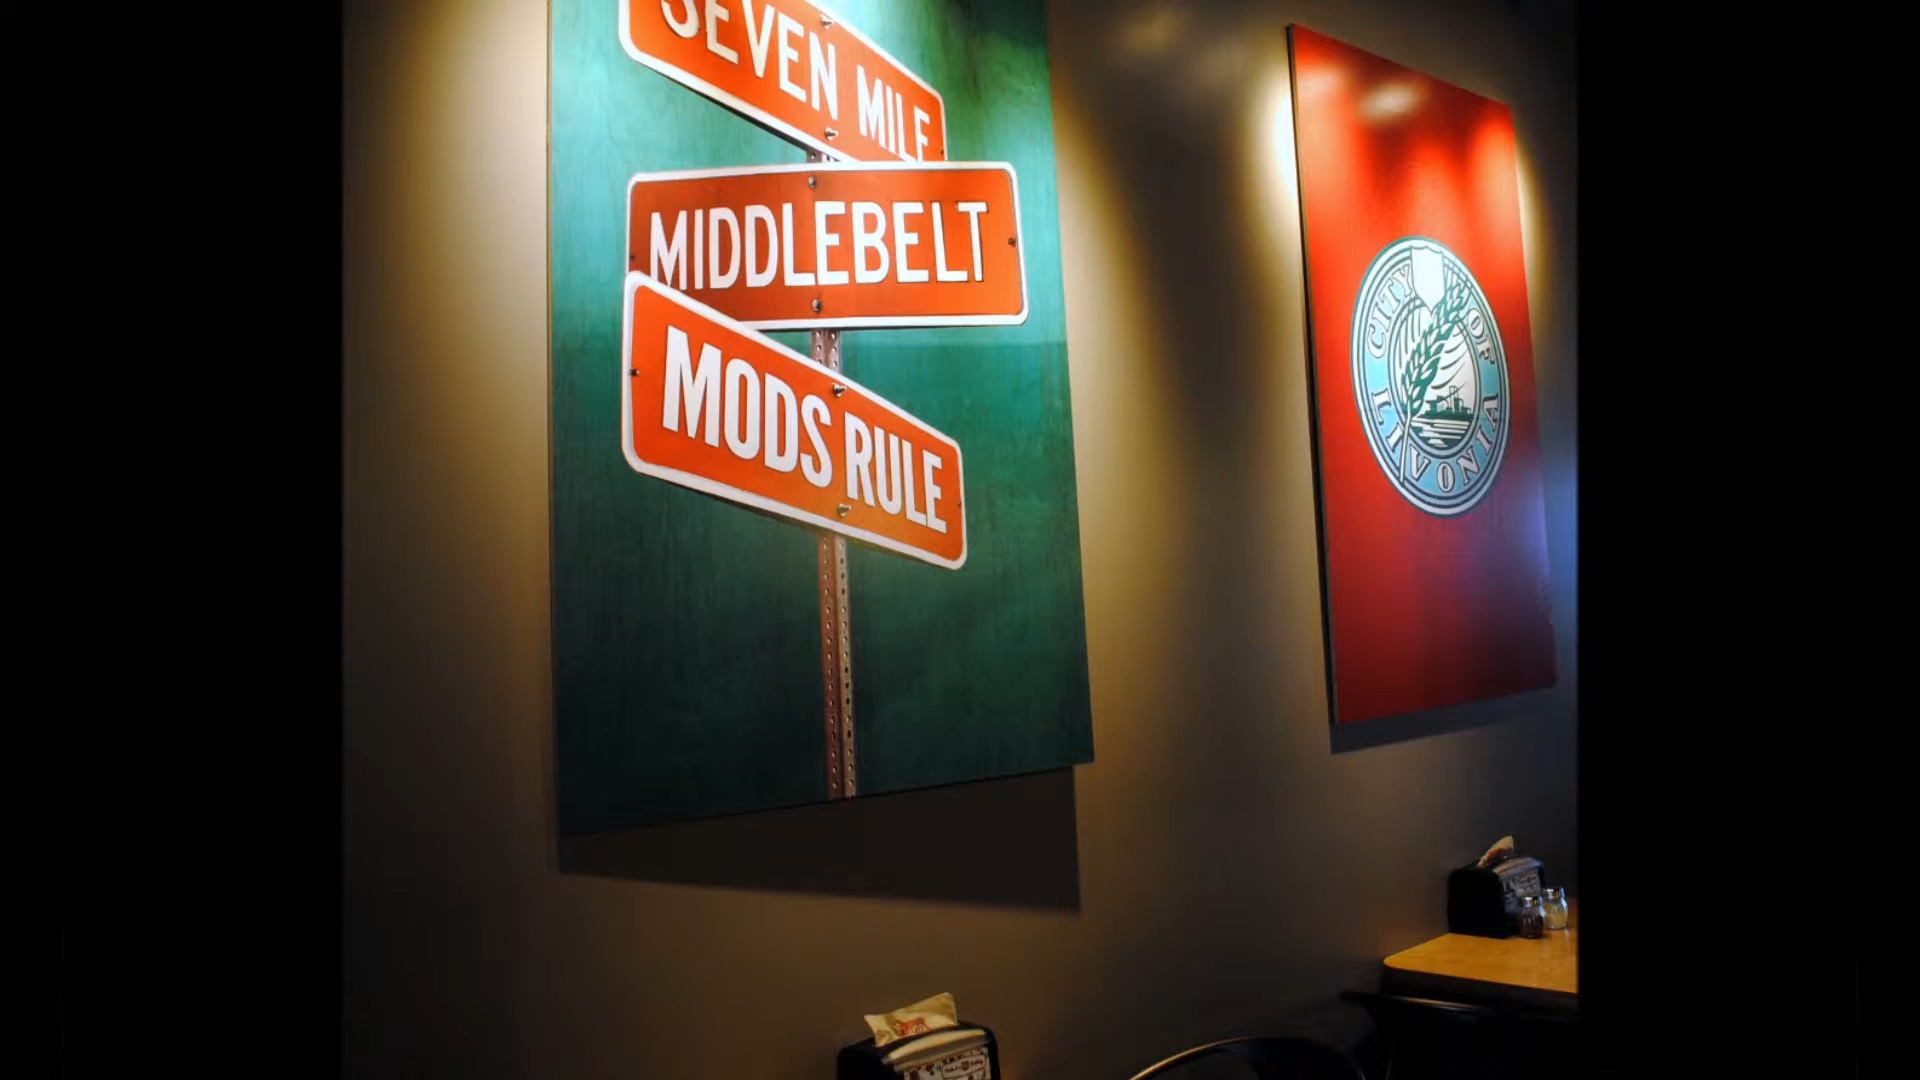 SEVEN MILE
MIDDLEBELT
MODS RULE
CITY OF
LIVONIA